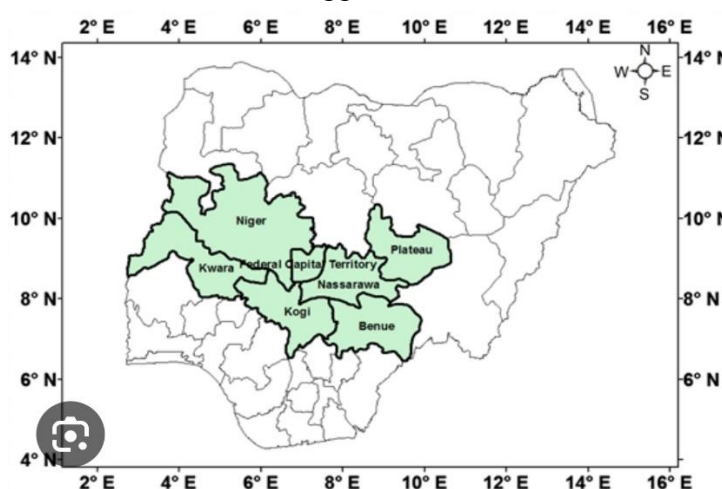 2° E 4° E 6° E 8° E 10° E 12° E 14° E 16° E
N
W E
S
14° N 14° N
12° N 12° N
10° N 10° N
Niger
Plateau
Federal Capital Territory
Kwara
Nassarawa
8° N 8° N
Kogi
Benue
6° N 6° N
4° N 4° N
2° E 4° E 6° E 8° E 10° E 12° E 14° E 16° E